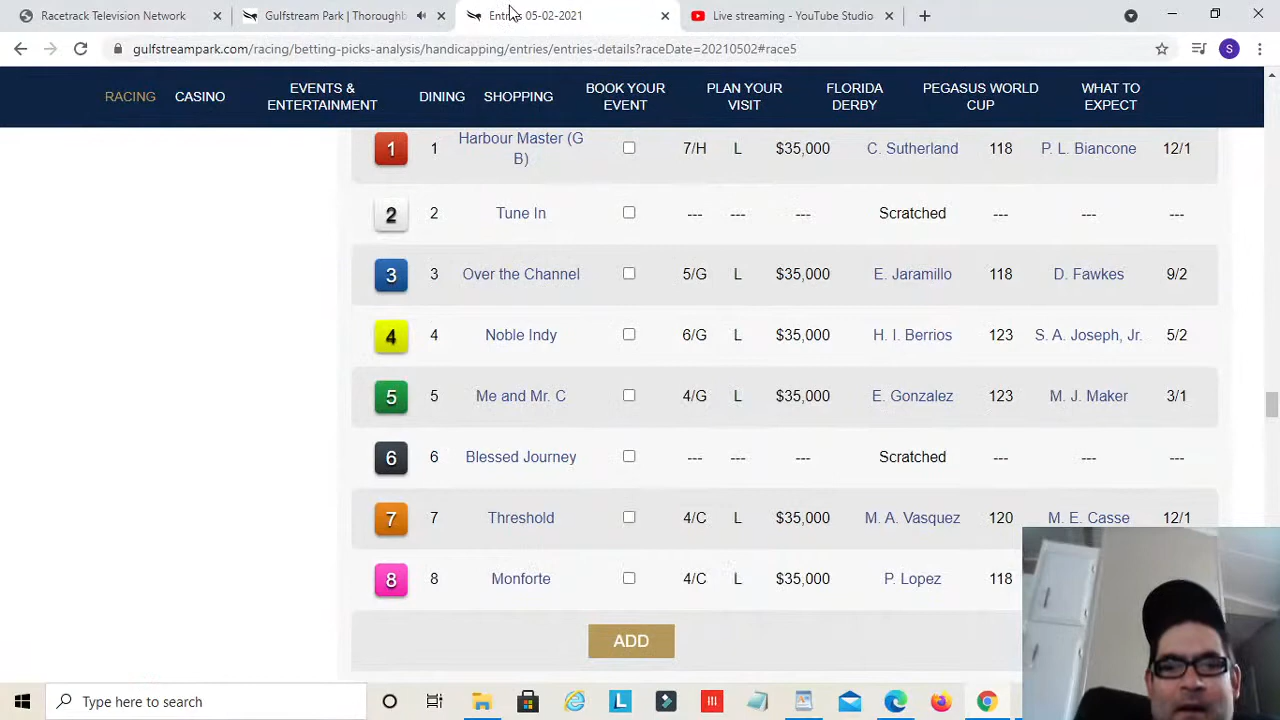 Racetrack Television Network
Gulfstream Park | Thoroughb
Entries 05-02-2021
Live streaming - YouTube Studio
gulfstreampark.com/racing/betting-picks-analysis/handicapping/entries/entries-details?raceDate=20210502#race5
S
RACING
CASINO
EVENTS &
ENTERTAINMENT
DINING
SHOPPING
BOOK YOUR
EVENT
PLAN YOUR
VISIT
FLORIDA
DERBY
PEGASUS WORLD
CUP
WHAT TO
EXPECT
1 1 Harbour Master (G
B) 7/H L $35,000 C. Sutherland 118 P. L. Biancone 12/1
2 2 Tune In --- --- --- Scratched --- --- ---
3 3 Over the Channel 5/G L $35,000 E. Jaramillo 118 D. Fawkes 9/2
4 4 Noble Indy 6/G L $35,000 H. I. Berrios 123 S. A. Joseph, Jr. 5/2
5 5 Me and Mr. C 4/G L $35,000 E. Gonzalez 123 M. J. Maker 3/1
6 6 Blessed Journey --- --- --- Scratched --- --- ---
7 7 Threshold 4/C L $35,000 M. A. Vasquez 120 M. E. Casse 12/1
8 8 Monforte 4/C L $35,000 P. Lopez 118
ADD
Type here to search
L